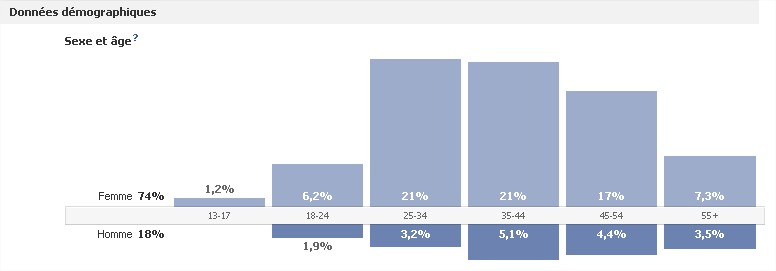 Données démographiques
Sexe et âge?
1,2%
Femme 74% 6,2% 21% 21% 17% 7,3%
13-17 18-24 25-34 35-44 45-54 55+
Homme 18% 3,2% 5,1% 4,4% 3,5%
1,9%